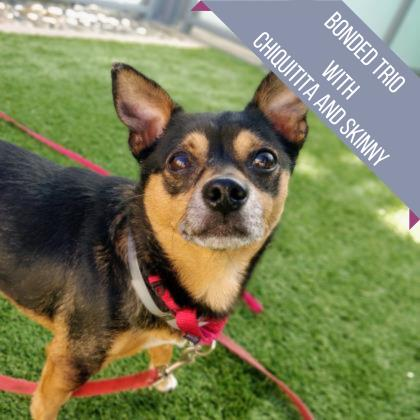 BONDED TRIO
WITH
CHIQUITITA AND SKINNY